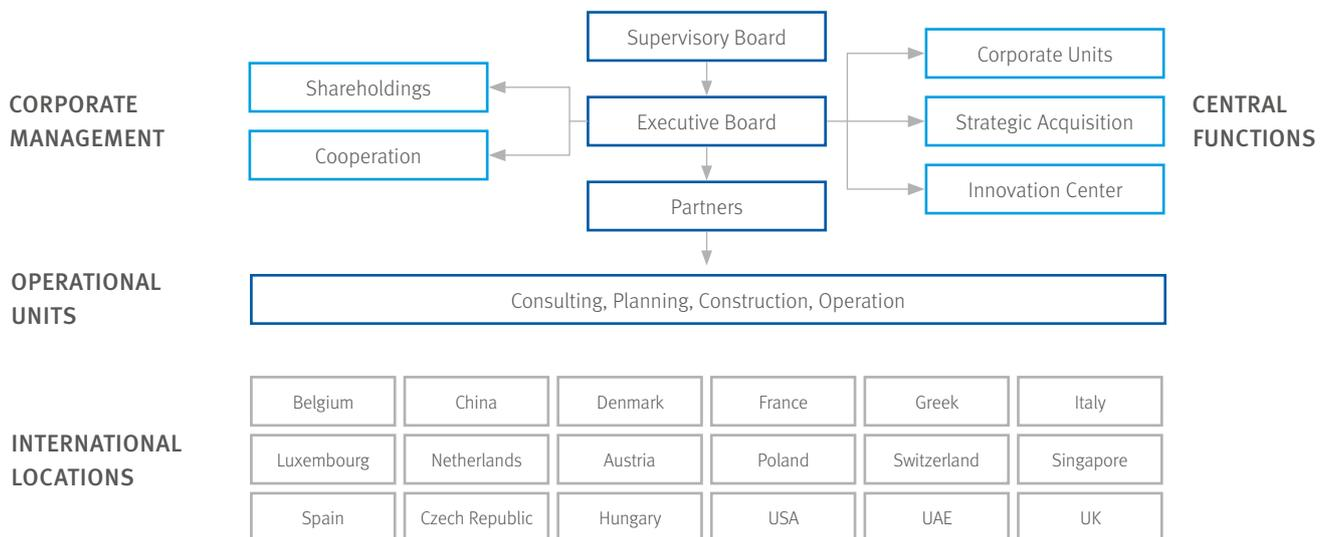 Supervisory Board
Corporate Units
Shareholdings
CORPORATE
MANAGEMENT
Executive Board
Strategic Acquisition
CENTRAL
FUNCTIONS
Cooperation
Innovation Center
Partners
OPERATIONAL
UNITS
Consulting, Planning, Construction, Operation
INTERNATIONAL
LOCATIONS
Belgium
China
Denmark
France
Greek
Italy
Luxembourg
Netherlands
Austria
Poland
Switzerland
Singapore
Spain
Czech Republic
Hungary
USA
UAE
UK